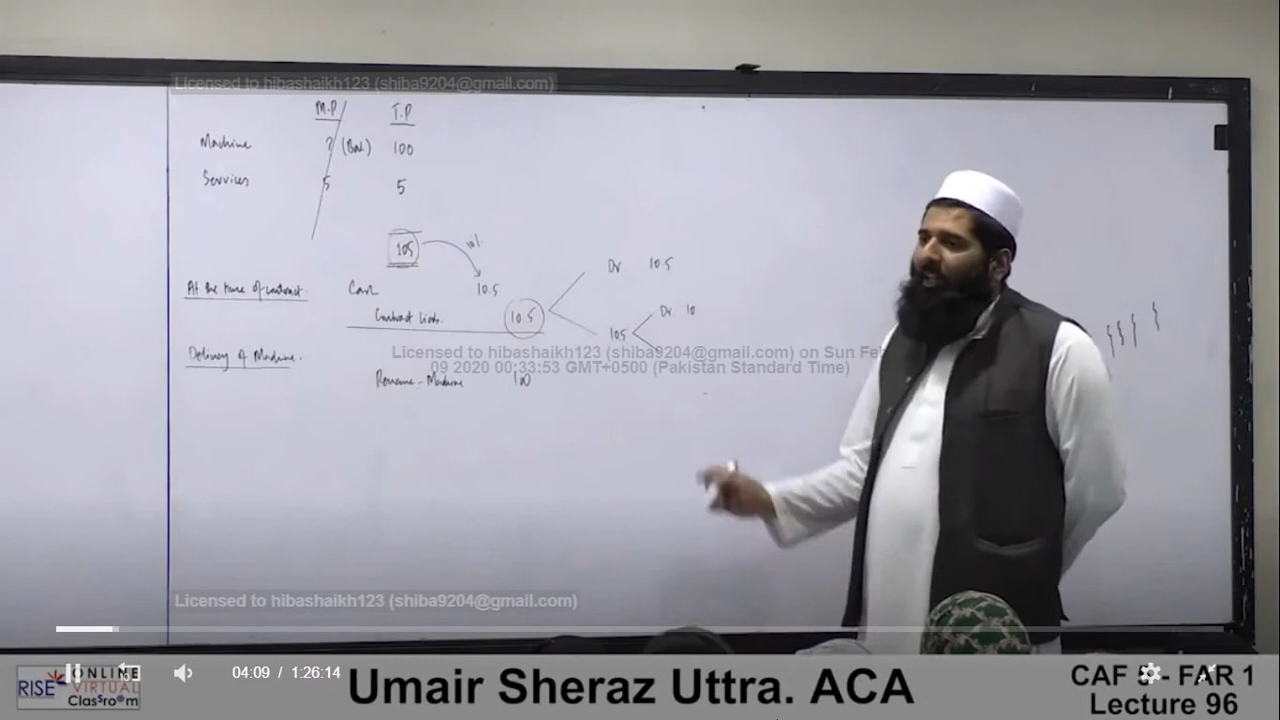 Licensed to hibashaikh123 (shiba9204@gmail.com)
M.P T.P
Machine ? (Bal.) 100
Services 5 5
105 10%
Dr 10.5
At the time of contract. Cash 10.5
Contract Liab. 10.5
10.5 Dr. 10
Delivery of Machine.
Licensed to hibashaikh123 (shiba9204@gmail.com) on Sun Fe
09 2020 00:33:53 GMT+0500 (Pakistan Standard Time)
Revenue - Machine 100
Licensed to hibashaikh123 (shiba9204@gmail.com)
04:09 / 1:26:14
RISE ONLINE
VIRTUAL
Classroom
Umair Sheraz Uttra. ACA
CAF 5 - FAR 1
Lecture 96